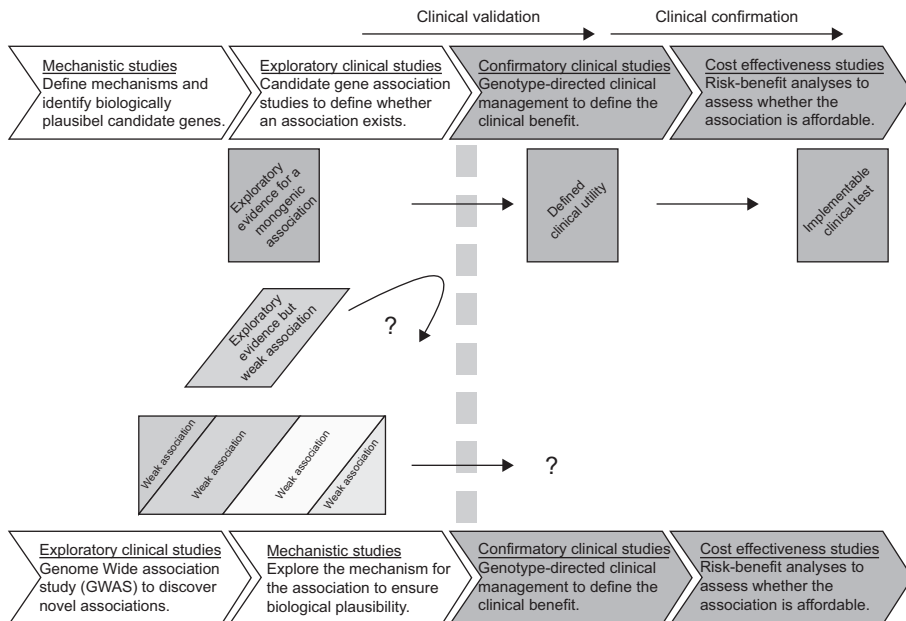 Clinical validation
Clinical confirmation
Mechanistic studies
Define mechanisms and
identify biologically
plausibel candidate genes.
Exploratory clinical studies
Candidate gene association
studies to define whether
an association exists.
Confirmatory clinical studies
Genotype-directed clinical
management to define the
clinical benefit.
Cost effectiveness studies
Risk-benefit analyses to
assess whether the
association is affordable.
Exploratory
evidence for a
monogenic
association
Defined
clinical utility
Implementable
clinical test
Exploratory
evidence but
weak association
?
Weak association
Weak association
Weak association
Weak association
?
Exploratory clinical studies
Genome Wide association
study (GWAS) to discover
novel associations.
Mechanistic studies
Explore the mechanism for
the association to ensure
biological plausibility.
Confirmatory clinical studies
Genotype-directed clinical
management to define the
clinical benefit.
Cost effectiveness studies
Risk-benefit analyses to
assess whether the
association is affordable.